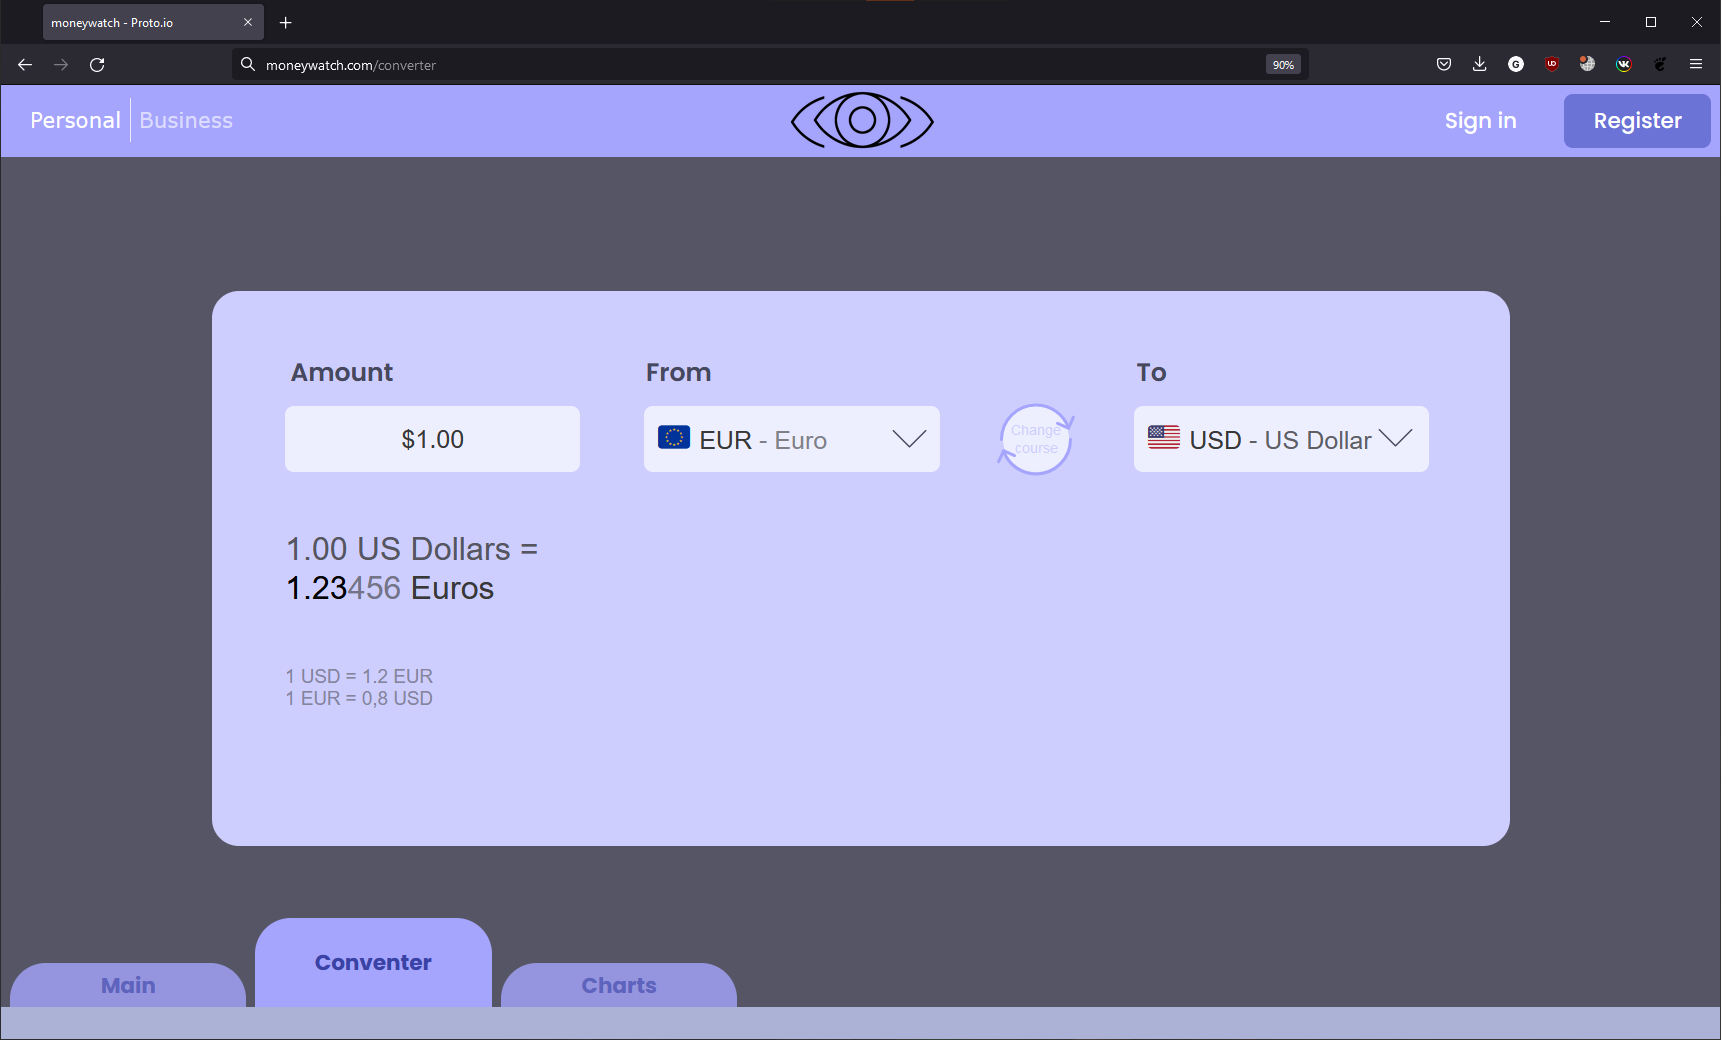 moneywatch - Proto.io
moneywatch.com/converter
90%
Personal
Business
Sign in
Register
Amount
From
To
$1.00
EUR - Euro
Change
course
USD - US Dollar
1.00 US Dollars =
1.23456 Euros
1 USD = 1.2 EUR
1 EUR = 0,8 USD
Main
Conventer
Charts